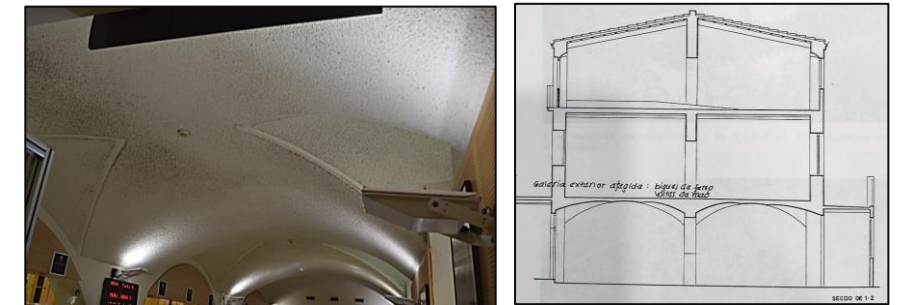 Galeria exterior afegida : bigues de ferro
voltes de maó
SECCIO DE 1·2